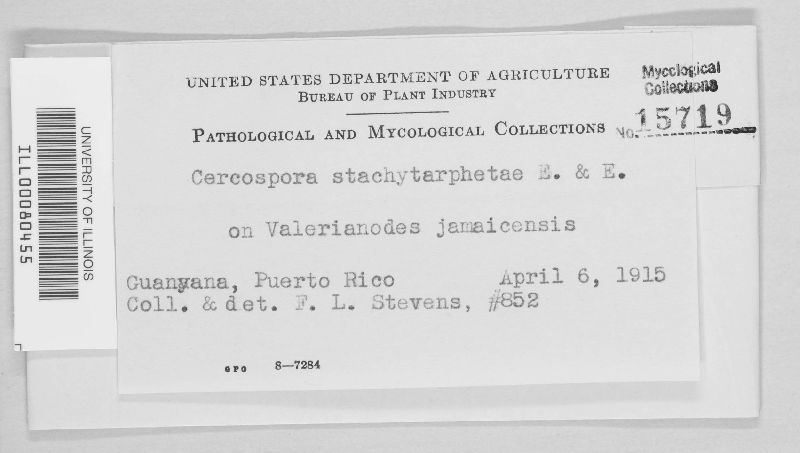 UNITED STATES DEPARTMENT OF AGRICULTURE
BUREAU OF PLANT INDUSTRY
PATHOLOGICAL AND MYCOLOGICAL COLLECTIONS
Mycological
Collections
No. 15719
Cercospora stachytarphetae E. & E.
on Valerianodes jamaicensis
Guanyana, Puerto Rico April 6, 1915
Coll. & det. F. L. Stevens, #852
GPO 8—7284
UNIVERSITY OF ILLINOIS
ILL00080455